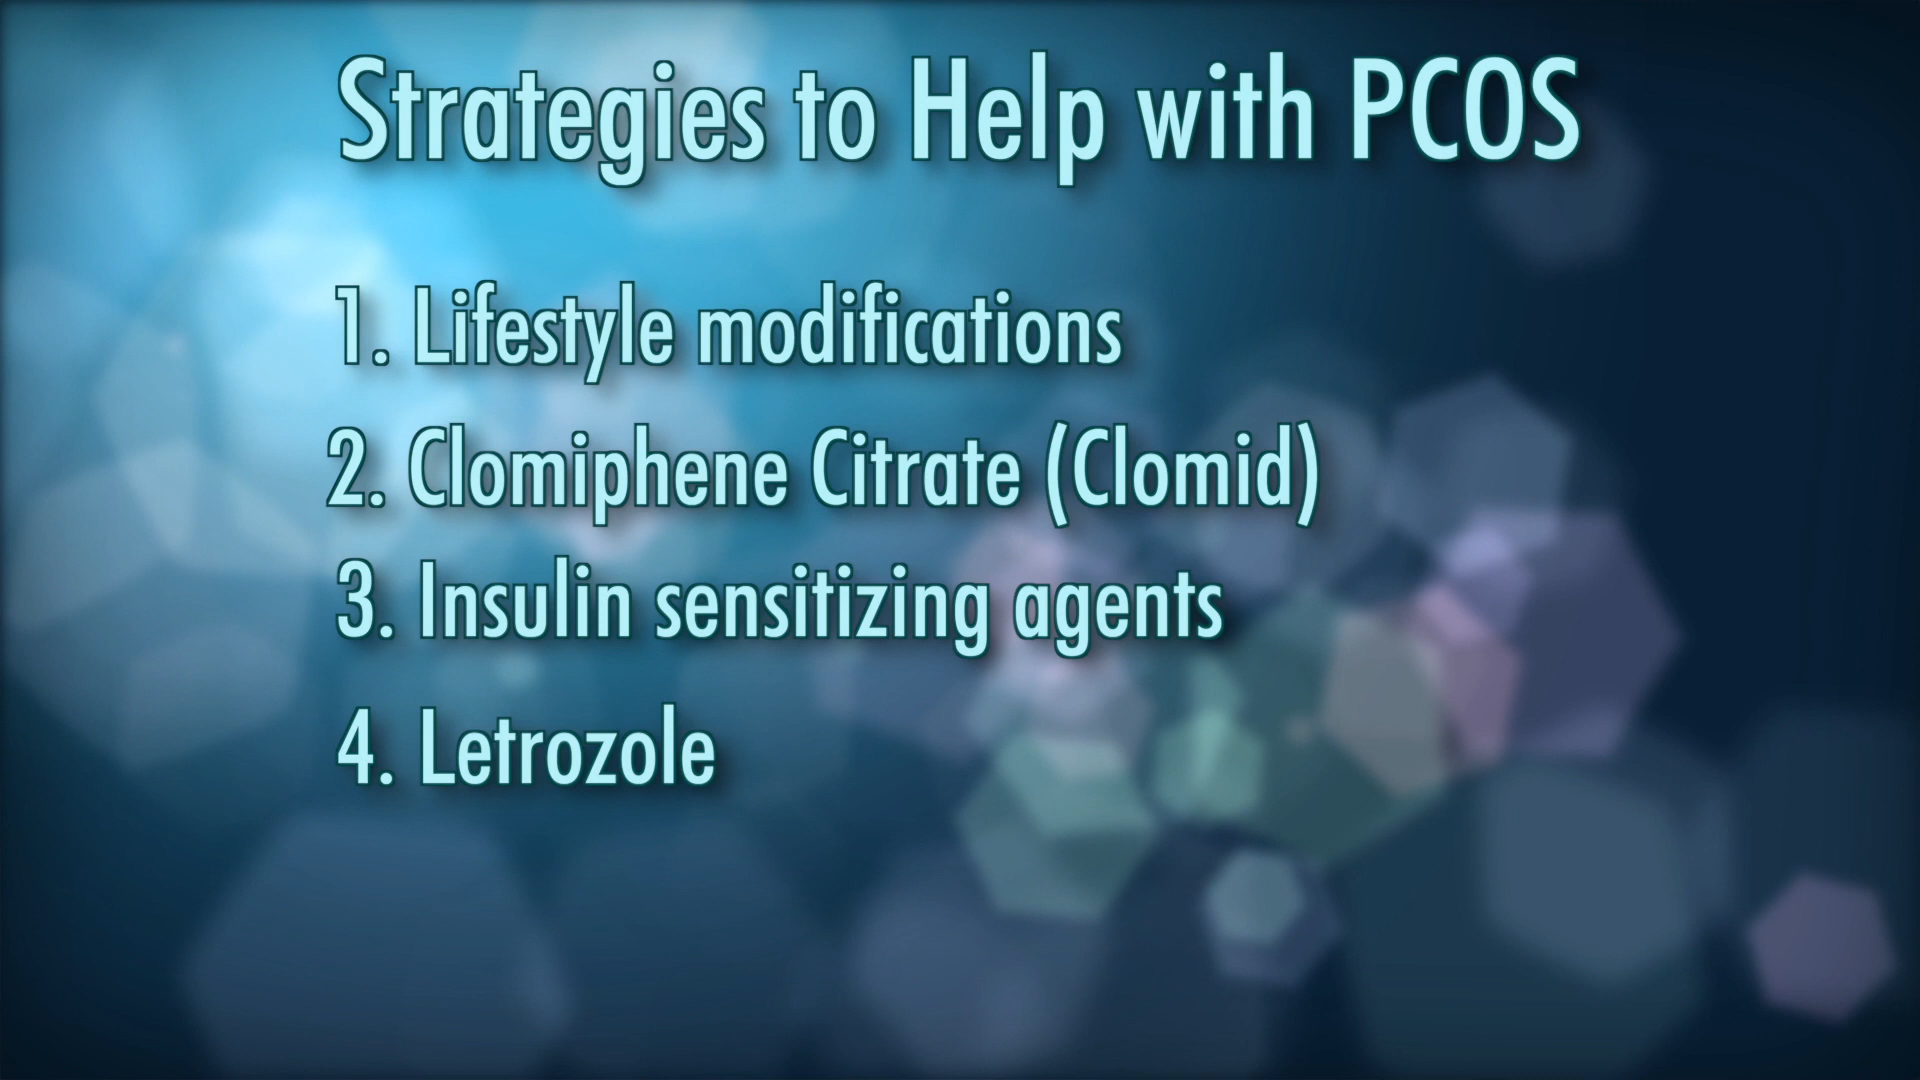 Strategies to Help with PCOS
1. Lifestyle modifications
2. Clomiphene Citrate (Clomid)
3. Insulin sensitizing agents
4. Letrozole